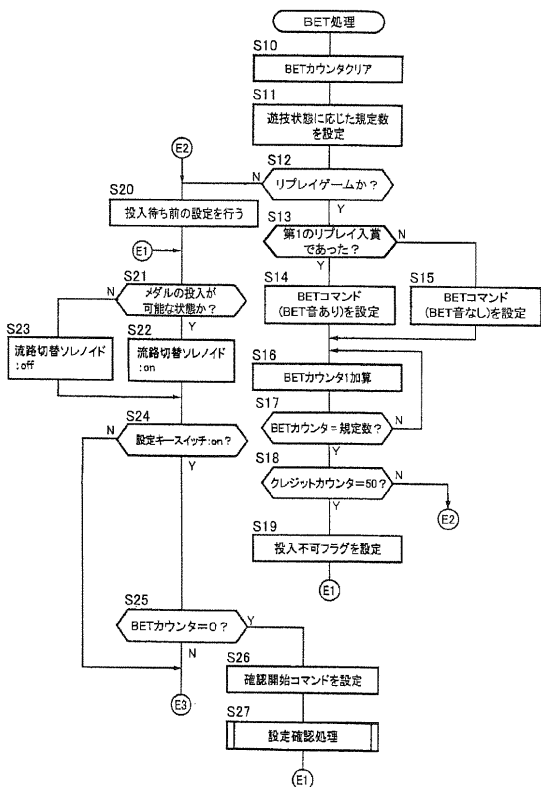 BET処理
S10
BETカウンタクリア
S11
遊技状態に応じた規定数
を設定
E2
S12
N
リプレイゲームか？
Y
S20
投入待ち前の設定を行う
S13
第1のリプレイ入賞
であった？
N
Y
E1
S14
BETコマンド
(BET音あり)を設定
S15
BETコマンド
(BET音なし)を設定
S21
N
メダルの投入が
可能な状態か？
Y
S23
流路切替ソレノイド
:off
S22
流路切替ソレノイド
:on
S16
BETカウンタ1加算
S17
BETカウンタ=規定数？
N
Y
S24
N
設定キースイッチ:on？
Y
S18
クレジットカウンタ=50？
N
Y
E2
S19
投入不可フラグを設定
E1
S25
BETカウンタ=0？
Y
N
S26
確認開始コマンドを設定
E3
S27
設定確認処理
E1